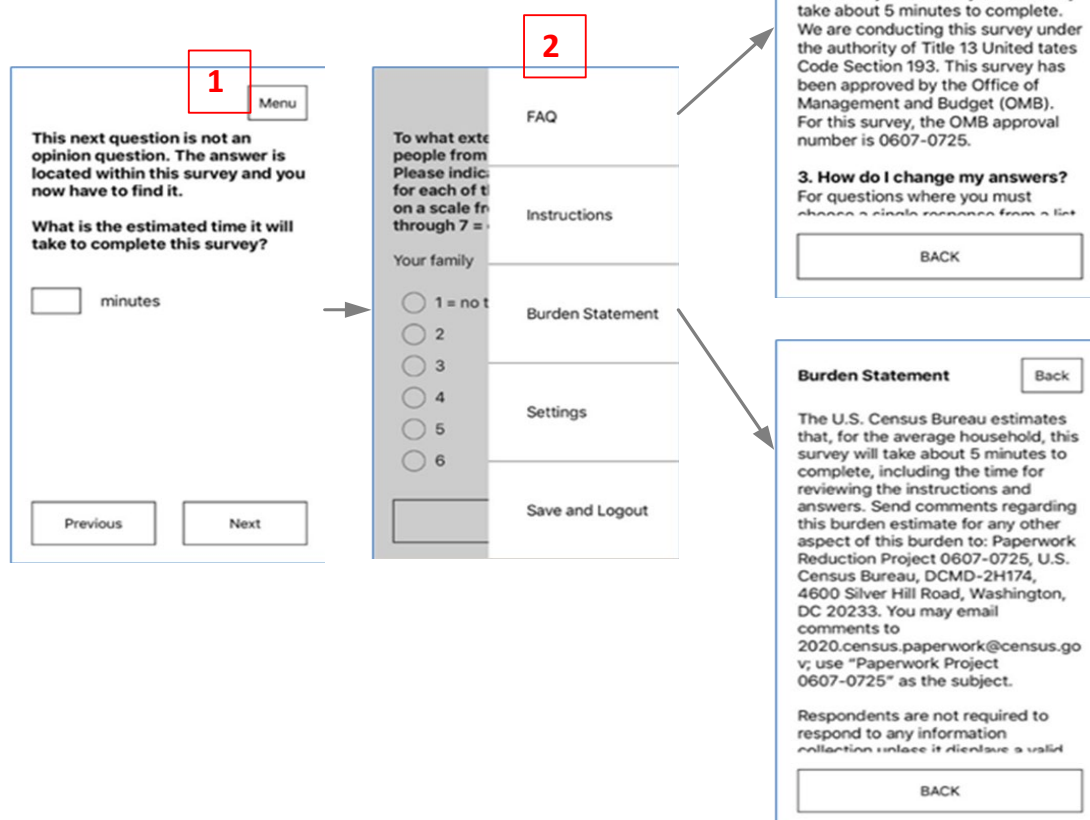 1
Menu
This next question is not an
opinion question. The answer is
located within this survey and you
now have to find it.
What is the estimated time it will
take to complete this survey?
minutes
Previous
Next
2
To what exte
people from
Please indica
for each of t
on a scale fr
through 7 =
Your family
1 = no t
2
3
4
5
6
FAQ
Instructions
Burden Statement
Settings
Save and Logout
take about 5 minutes to complete.
We are conducting this survey under
the authority of Title 13 United tates
Code Section 193. This survey has
been approved by the Office of
Management and Budget (OMB).
For this survey, the OMB approval
number is 0607-0725.
3. How do I change my answers?
For questions where you must
choose a single response from a list
BACK
Burden Statement
Back
The U.S. Census Bureau estimates
that, for the average household, this
survey will take about 5 minutes to
complete, including the time for
reviewing the instructions and
answers. Send comments regarding
this burden estimate for any other
aspect of this burden to: Paperwork
Reduction Project 0607-0725, U.S.
Census Bureau, DCMD-2H174,
4600 Silver Hill Road, Washington,
DC 20233. You may email
comments to
2020.census.paperwork@census.go
v; use “Paperwork Project
0607-0725” as the subject.
Respondents are not required to
respond to any information
collection unless it displays a valid
BACK